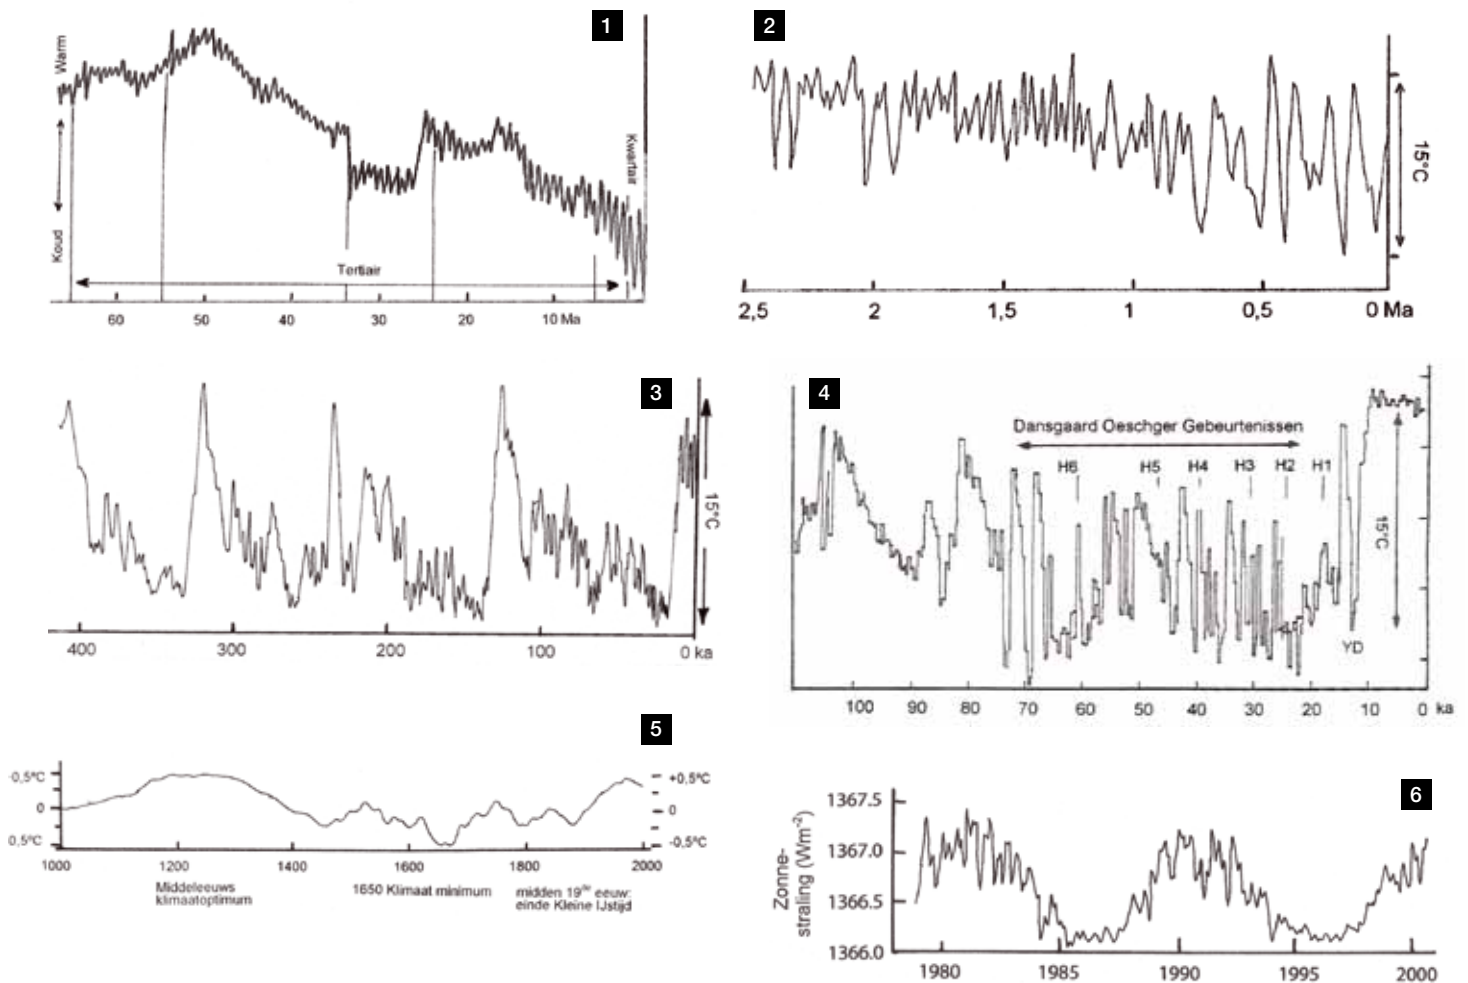 1
Warm
Koud
Kwartair
Tertiair
60 50 40 30 20 10 Ma
2
15°C
2,5 2 1,5 1 0,5 0 Ma
3
15°C
400 300 200 100 0 ka
4
Dansgaard Oeschger Gebeurtenissen
H6 H5 H4 H3 H2 H1
15°C
YD
100 90 80 70 60 50 40 30 20 10 0 ka
5
0,5°C +0,5°C
0 0
0,5°C -0,5°C
1000 1200 1400 1600 1800 2000
Middeleeuws
klimaatoptimum
1650 Klimaat minimum
midden 19de eeuw:
einde Kleine IJstijd
6
Zonne-
straling (Wm-2)
1367.5
1367.0
1366.5
1366.0
1980 1985 1990 1995 2000